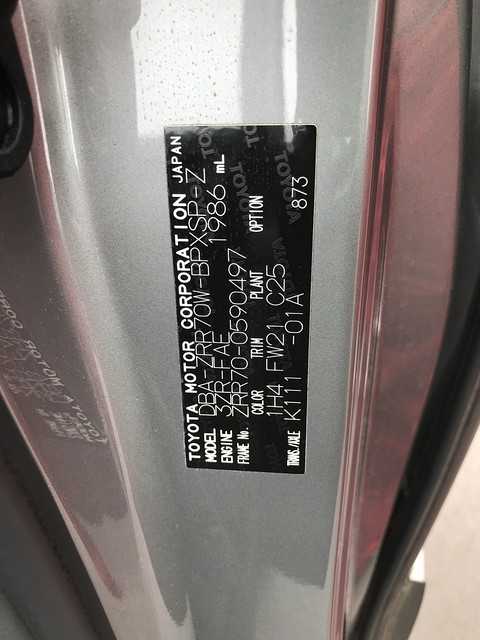 TOYOTA MOTOR CORPORATION JAPAN
MODEL DBA-ZRR70W-BPXSP-Z
ENGINE 3ZR-FAE 1986 mL
FRAME No. ZRR70-0590497
COLOR TRIM PLANT OPTION
1H4 FW21 C25 873
TRNS./AXLE K111 -01A